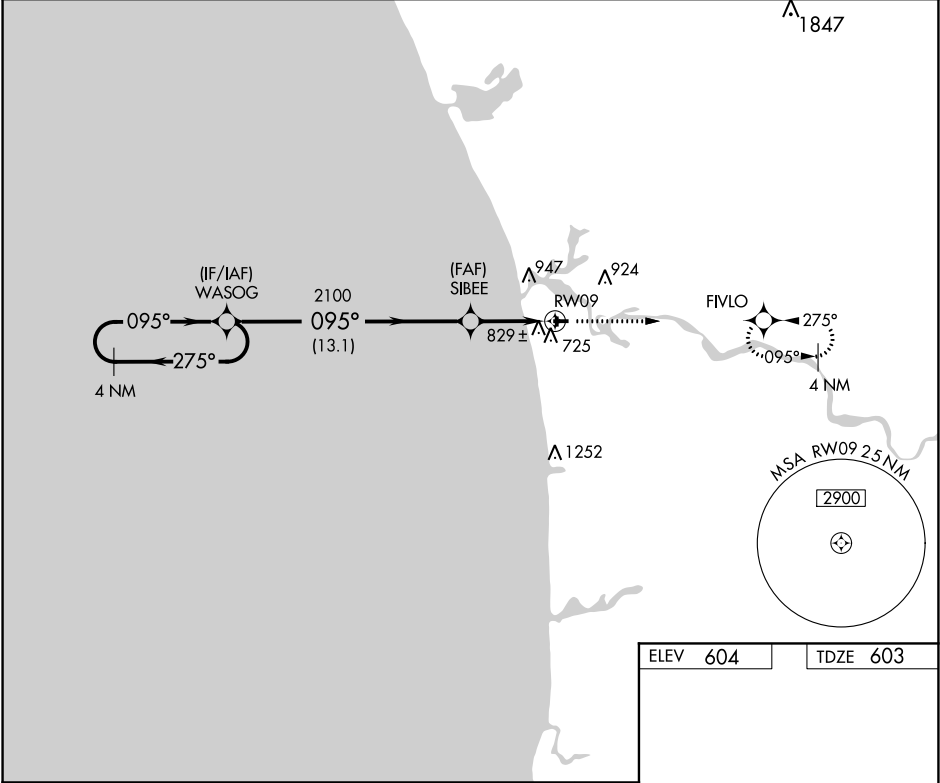 1847
(IF/IAF)
WASOG
(FAF)
SIBEE
947
924
RW09
FIVLO
2100
095°
095°
(13.1)
275°
4 NM
829 ±
725
275°
095°
4 NM
1252
MSA RW09 25 NM
2900
ELEV 604
TDZE 603